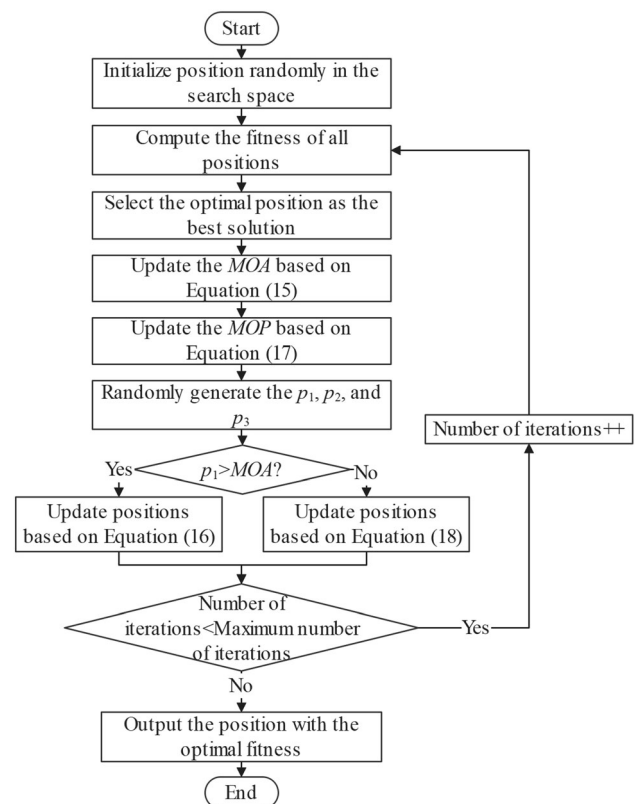 Start
Initialize position randomly in the
search space
Compute the fitness of all
positions
Select the optimal position as the
best solution
Update the MOA based on
Equation (15)
Update the MOP based on
Equation (17)
Randomly generate the p₁, p₂, and
p₃
Number of iterations++
p₁>MOA?
Yes
No
Update positions
based on Equation (16)
Update positions
based on Equation (18)
Number of
iterations<Maximum number
of iterations
Yes
No
Output the position with the
optimal fitness
End